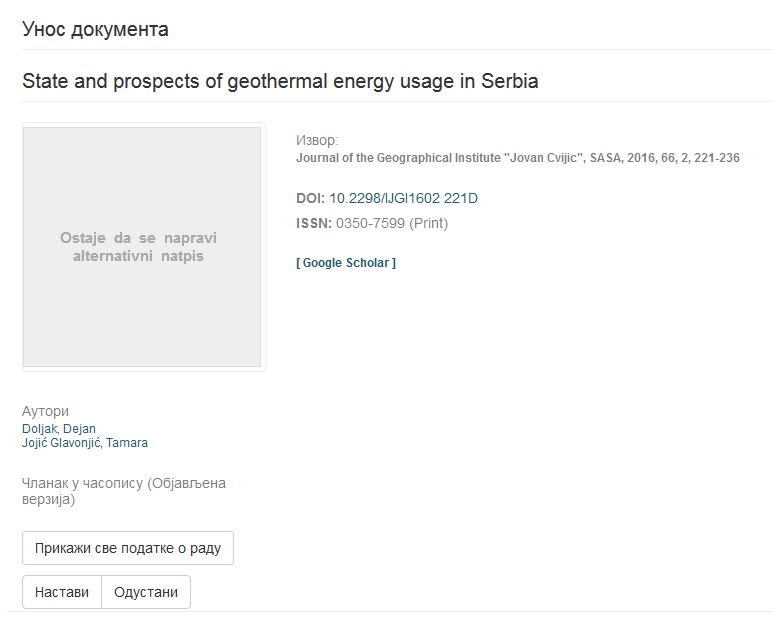 Унос документа
State and prospects of geothermal energy usage in Serbia
Ostaje da se napravi
alternativni natpis
Извор:
Journal of the Geographical Institute "Jovan Cvijic", SASA, 2016, 66, 2, 221-236
DOI: 10.2298/IJGI1602 221D
ISSN: 0350-7599 (Print)
[ Google Scholar ]
Аутори
Doljak, Dejan
Jojić Glavonjić, Tamara
Чланак у часопису (Објављена
верзија)
Прикажи све податке о раду
Настави Одустани